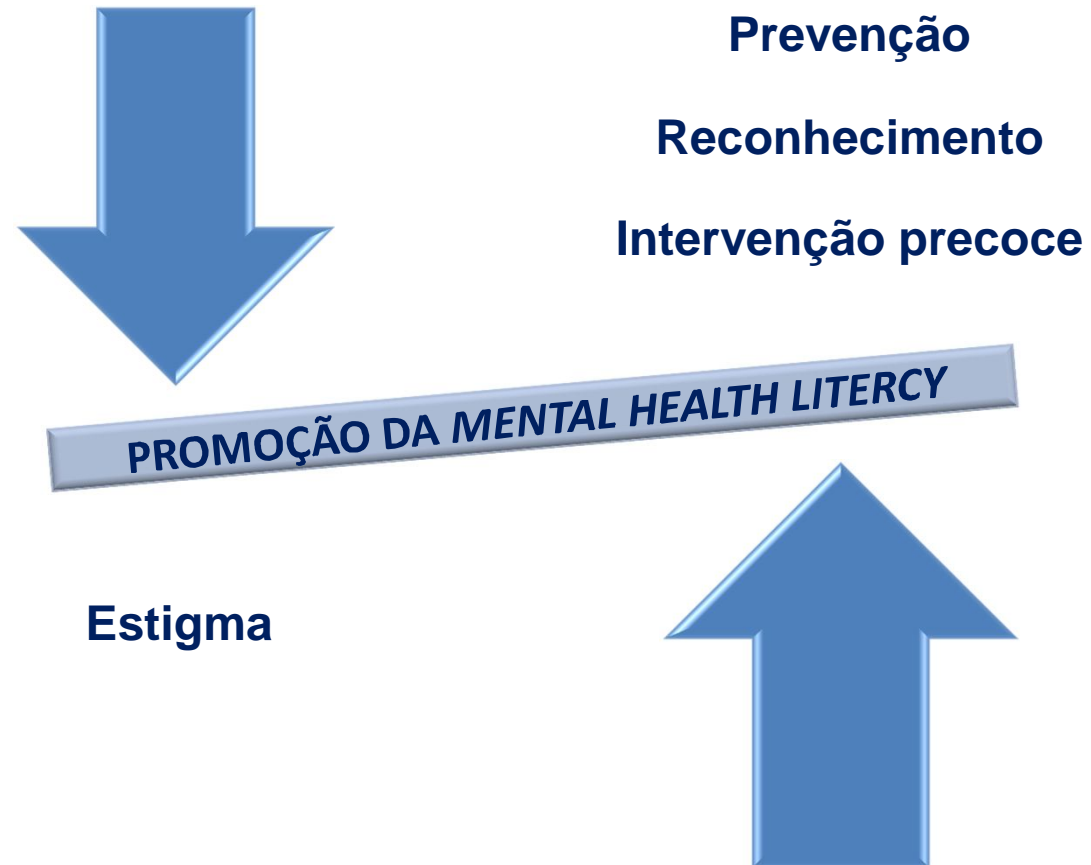 Prevenção
Reconhecimento
Intervenção precoce
PROMOÇÃO DA MENTAL HEALTH LITERCY
Estigma